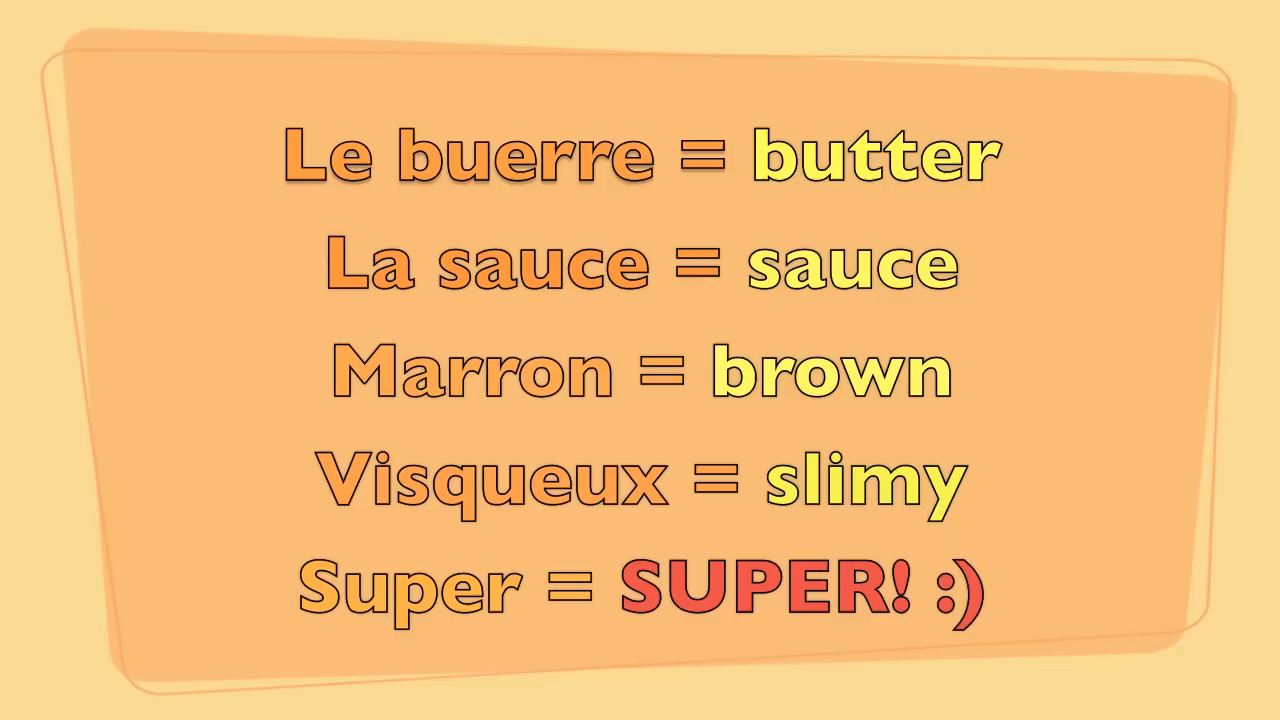 Le buerre = butter
La sauce = sauce
Marron = brown
Visqueux = slimy
Super = SUPER! :)